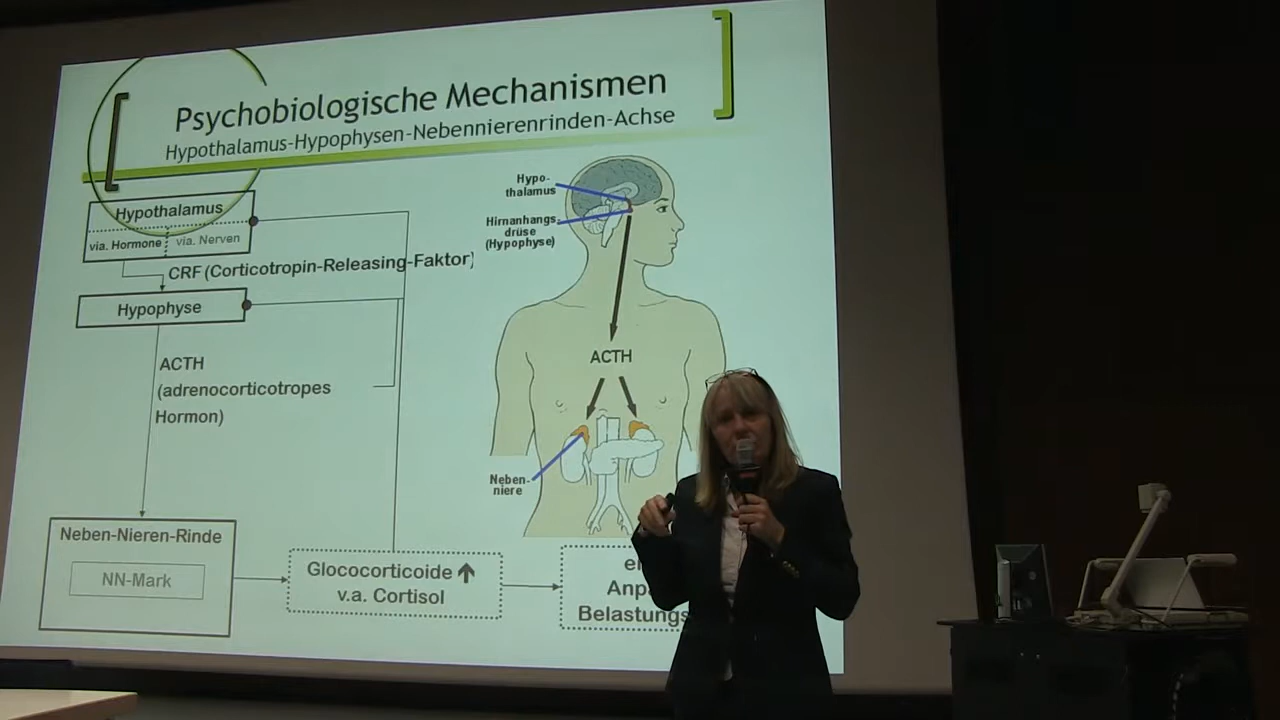 Psychobiologische Mechanismen
Hypothalamus-Hypophysen-Nebennierenrinden-Achse
Hypothalamus
via. Hormone
via. Nerven
CRF (Corticotropin-Releasing-Faktor)
Hypophyse
ACTH
(adrenocorticotropes
Hormon)
Neben-Nieren-Rinde
NN-Mark
Glococorticoide
v.a. Cortisol
Belastungs
Hypo-
thalamus
Hirnanhangs-
drüse
(Hypophyse)
ACTH
Neben-
niere